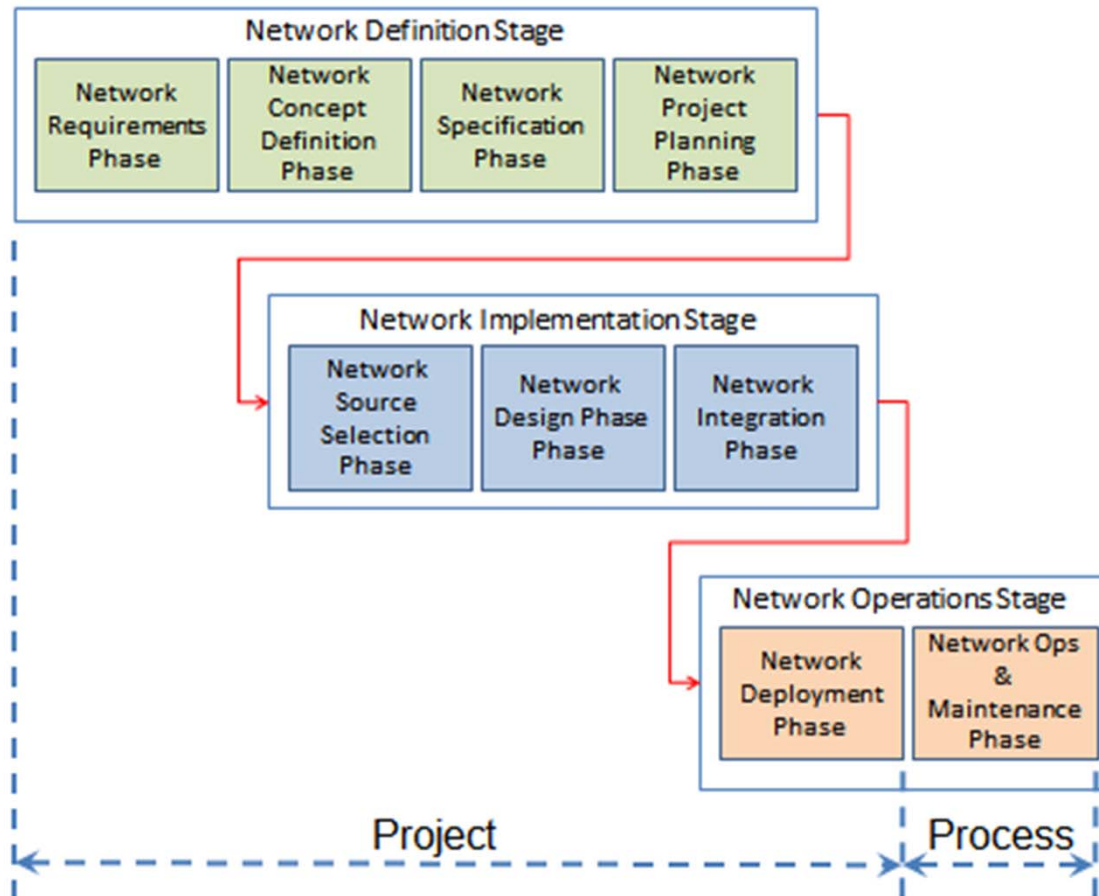 Network Definition Stage
Network
Requirements
Phase
Network
Concept
Definition
Phase
Network
Specification
Phase
Network
Project
Planning
Phase
Network Implementation Stage
Network
Source
Selection
Phase
Network
Design Phase
Phase
Network
Integration
Phase
Network Operations Stage
Network
Deployment
Phase
Network Ops
&
Maintenance
Phase
Project
Process